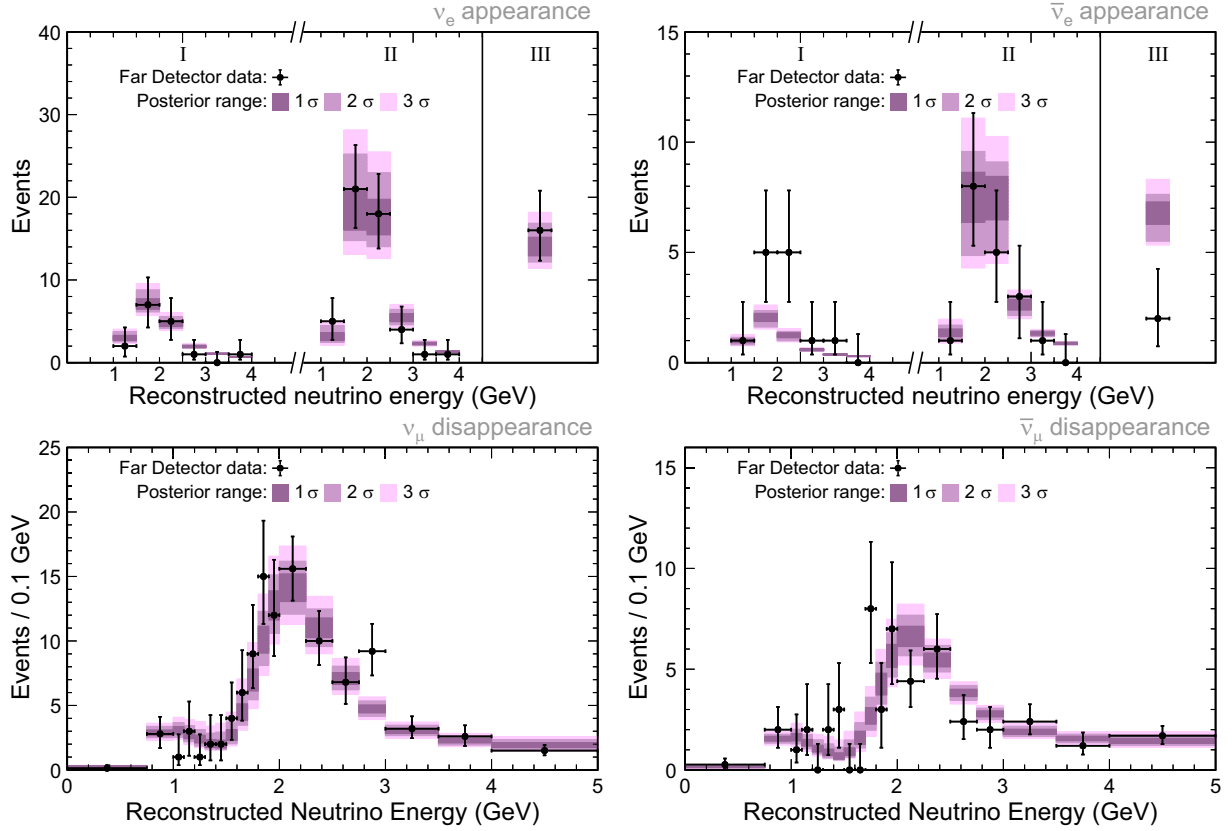 νe appearance
40
30
20
10
0
Events
I
II
III
Far Detector data:
Posterior range: 1 σ 2 σ 3 σ
1 2 3 4 1 2 3 4
Reconstructed neutrino energy (GeV)
ν̅e appearance
15
10
5
0
Events
I
II
III
Far Detector data:
Posterior range: 1 σ 2 σ 3 σ
1 2 3 4 1 2 3 4
Reconstructed neutrino energy (GeV)
νμ disappearance
25
20
15
10
5
0
Events / 0.1 GeV
Far Detector data:
Posterior range: 1 σ 2 σ 3 σ
0 1 2 3 4 5
Reconstructed Neutrino Energy (GeV)
ν̅μ disappearance
15
10
5
0
Events / 0.1 GeV
Far Detector data:
Posterior range: 1 σ 2 σ 3 σ
0 1 2 3 4 5
Reconstructed Neutrino Energy (GeV)